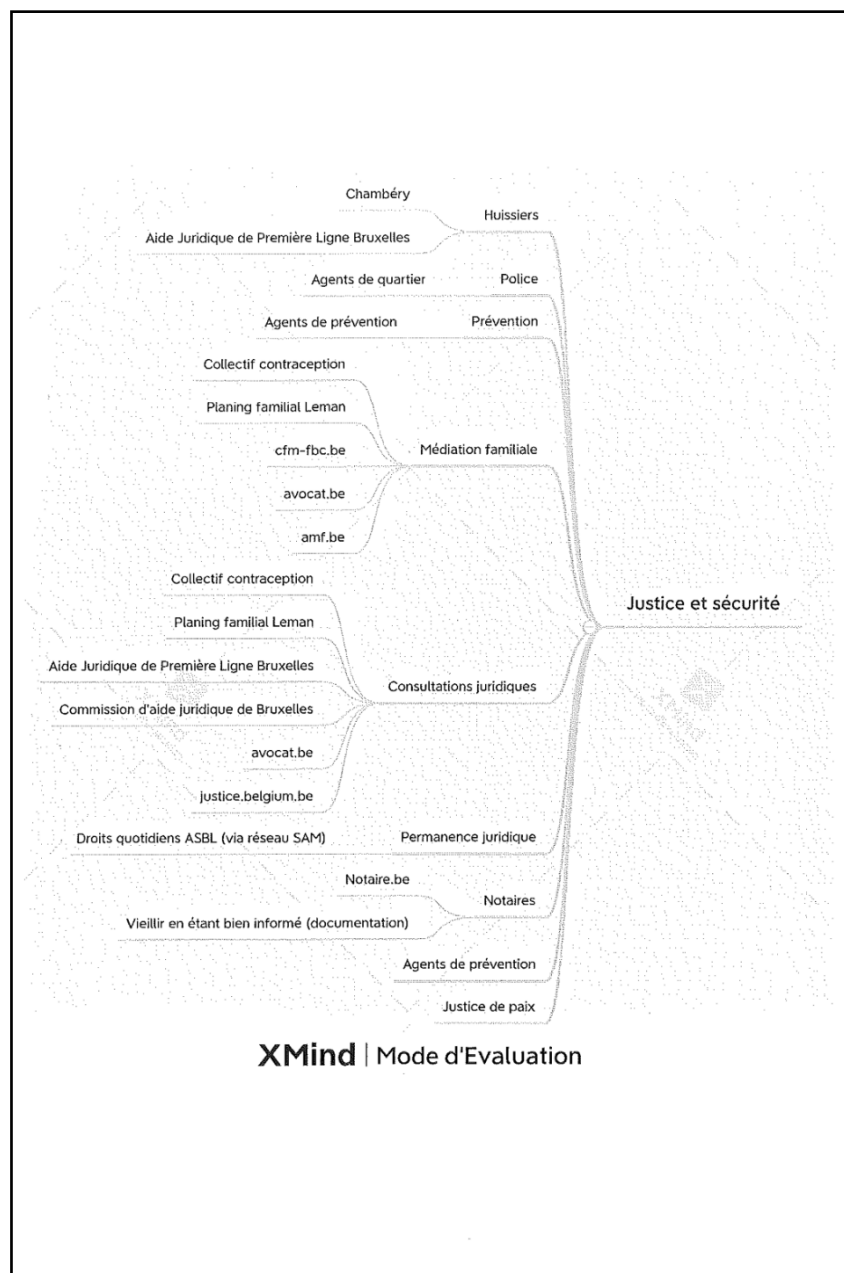 Chambéry
Huissiers
Aide Juridique de Première Ligne Bruxelles
Agents de quartier Police
Agents de prévention Prévention
Collectif contraception
Planing familial Leman
cfm-fbc.be Médiation familiale
avocat.be
amf.be
Collectif contraception
Justice et sécurité
Planing familial Leman
Aide Juridique de Première Ligne Bruxelles
Consultations juridiques
Commission d'aide juridique de Bruxelles
avocat.be
justice.belgium.be
Droits quotidiens ASBL (via réseau SAM) Permanence juridique
Notaire.be
Notaires
Vieillir en étant bien informé (documentation)
Agents de prévention
Justice de paix
XMind | Mode d'Evaluation